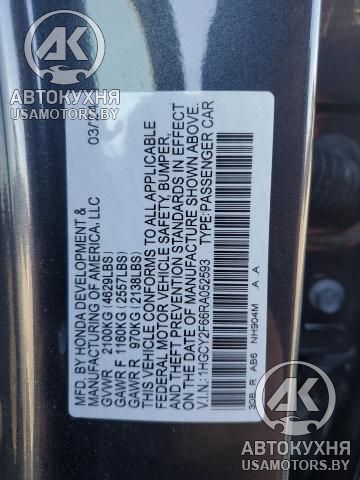 MFD. BY HONDA DEVELOPMENT &
MANUFACTURING OF AMERICA, LLC
03/
GVWR 2100KG (4629LBS)
GAWR F 1160KG (2557LBS)
GAWR R 970KG (2138LBS)
THIS VEHICLE CONFORMS TO ALL APPLICABLE
FEDERAL MOTOR VEHICLE SAFETY, BUMPER,
AND THEFT PREVENTION STANDARDS IN EFFECT
ON THE DATE OF MANUFACTURE SHOWN ABOVE.
V.I.N.: 1HGCY2F66RA052593 TYPE: PASSENGER CAR
30B R AB6 NH904M A A
АВТОКУХНЯ
USAMOTORS.BY
АВТОКУХНЯ
USAMOTORS.BY